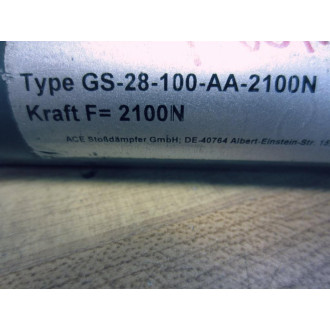 Type GS-28-100-AA-2100N
Kraft F= 2100N
ACE Stoßdämpfer GmbH; DE-40764 Albert-Einstein-Str.